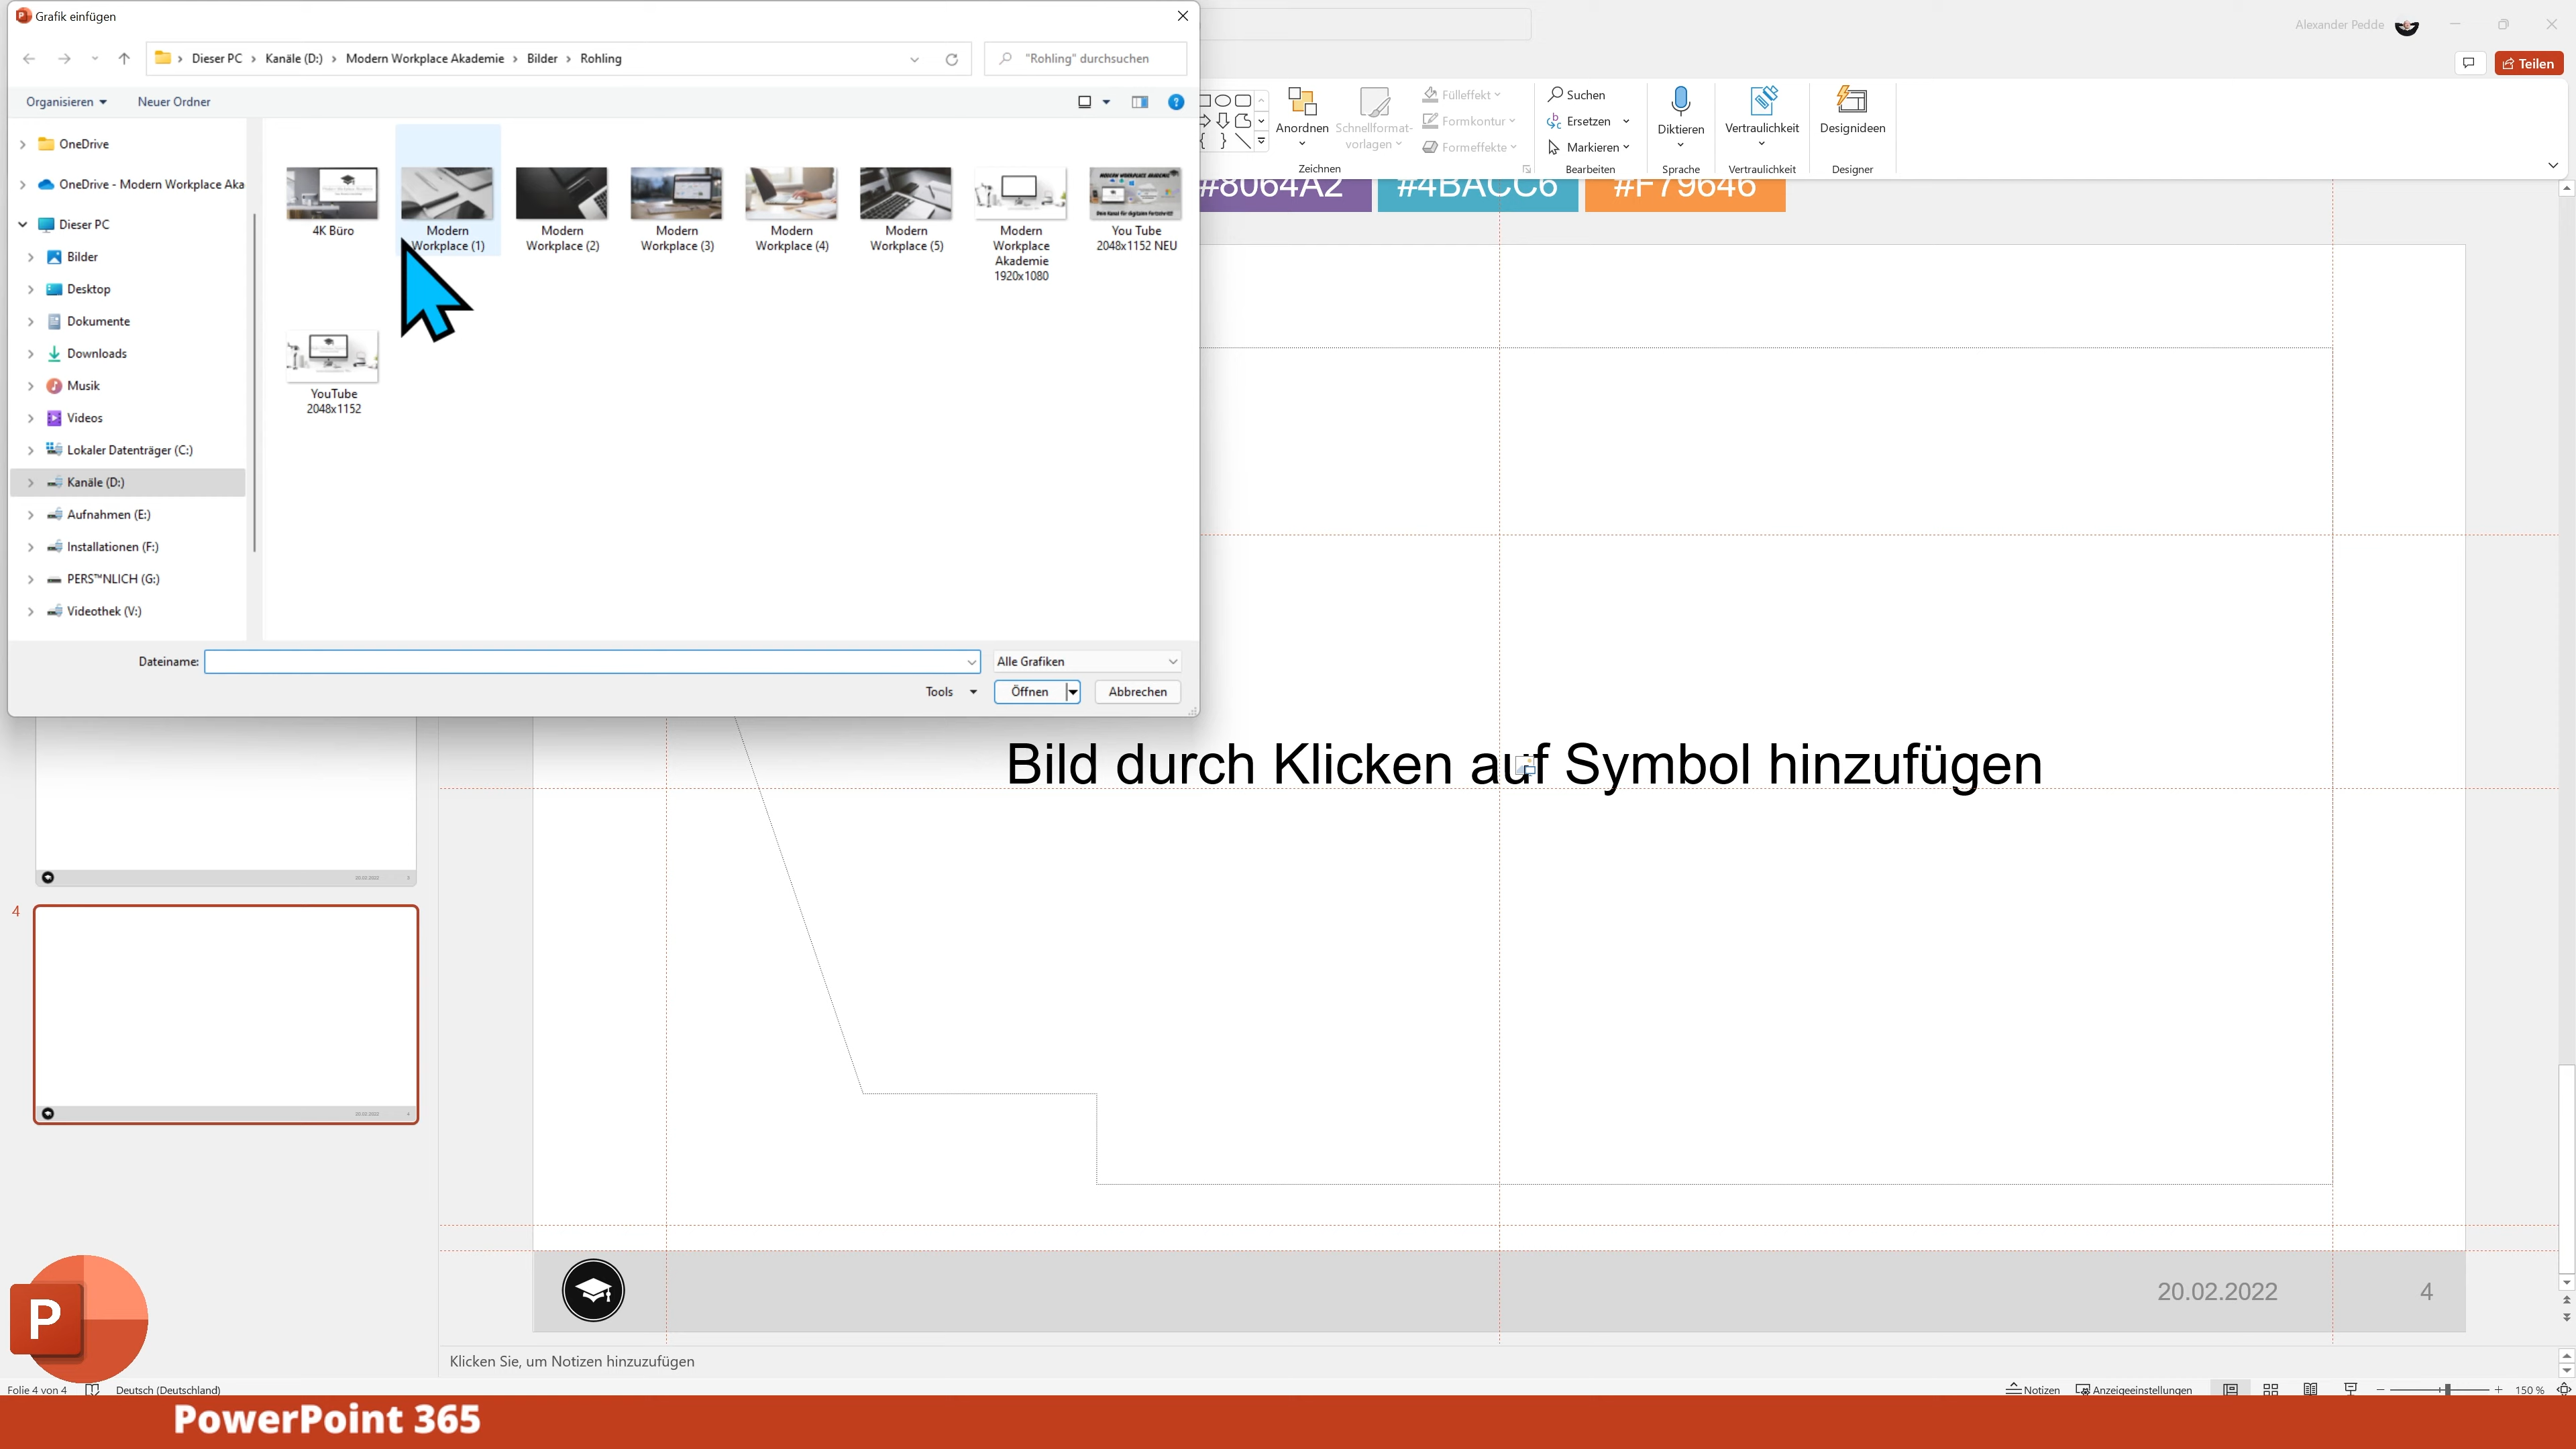 Grafik einfügen
Alexander Pedde
Dieser PC
Kanäle (D:)
Modern Workplace Akademie
Bilder
Rohling
"Rohling" durchsuchen
Teilen
Organisieren
Neuer Ordner
Anordnen
Schnellformat-
vorlagen
Fülleffekt
Formkontur
Formeffekte
Zeichnen
Suchen
Ersetzen
Markieren
Bearbeiten
Diktieren
Sprache
Vertraulichkeit
Vertraulichkeit
Designideen
Designer
#8064A2
#4BACC6
#F79646
OneDrive
OneDrive - Modern Workplace Aka
Dieser PC
Bilder
Desktop
Dokumente
Downloads
Musik
Videos
Lokaler Datenträger (C:)
Kanäle (D:)
Aufnahmen (E:)
Installationen (F:)
PERS™NLICH (G:)
Videothek (V:)
4K Büro
Modern
Workplace (1)
Modern
Workplace (2)
Modern
Workplace (3)
Modern
Workplace (4)
Modern
Workplace (5)
Modern
Workplace
Akademie
1920x1080
You Tube
2048x1152 NEU
YouTube
2048x1152
Dateiname:
Alle Grafiken
Tools
Öffnen
Abbrechen
Bild durch Klicken auf Symbol hinzufügen
20.02.2022
4
4
20.02.2022
4
Klicken Sie, um Notizen hinzuzufügen
Folie 4 von 4
Deutsch (Deutschland)
Notizen
Anzeigeeinstellungen
150 %
P
PowerPoint 365